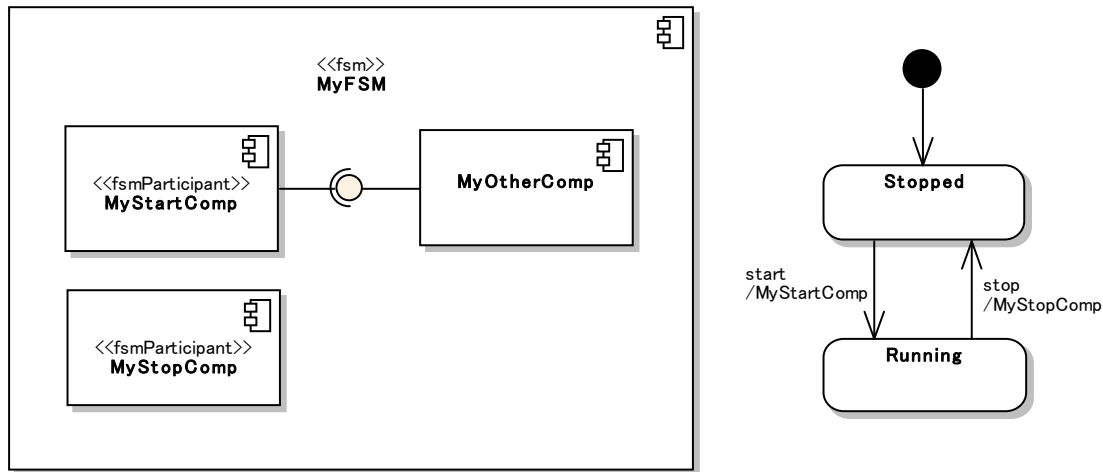 <<fsm>>
MyFSM
<<fsmParticipant>>
MyStartComp
MyOtherComp
<<fsmParticipant>>
MyStopComp
Stopped
start
/MyStartComp
stop
/MyStopComp
Running